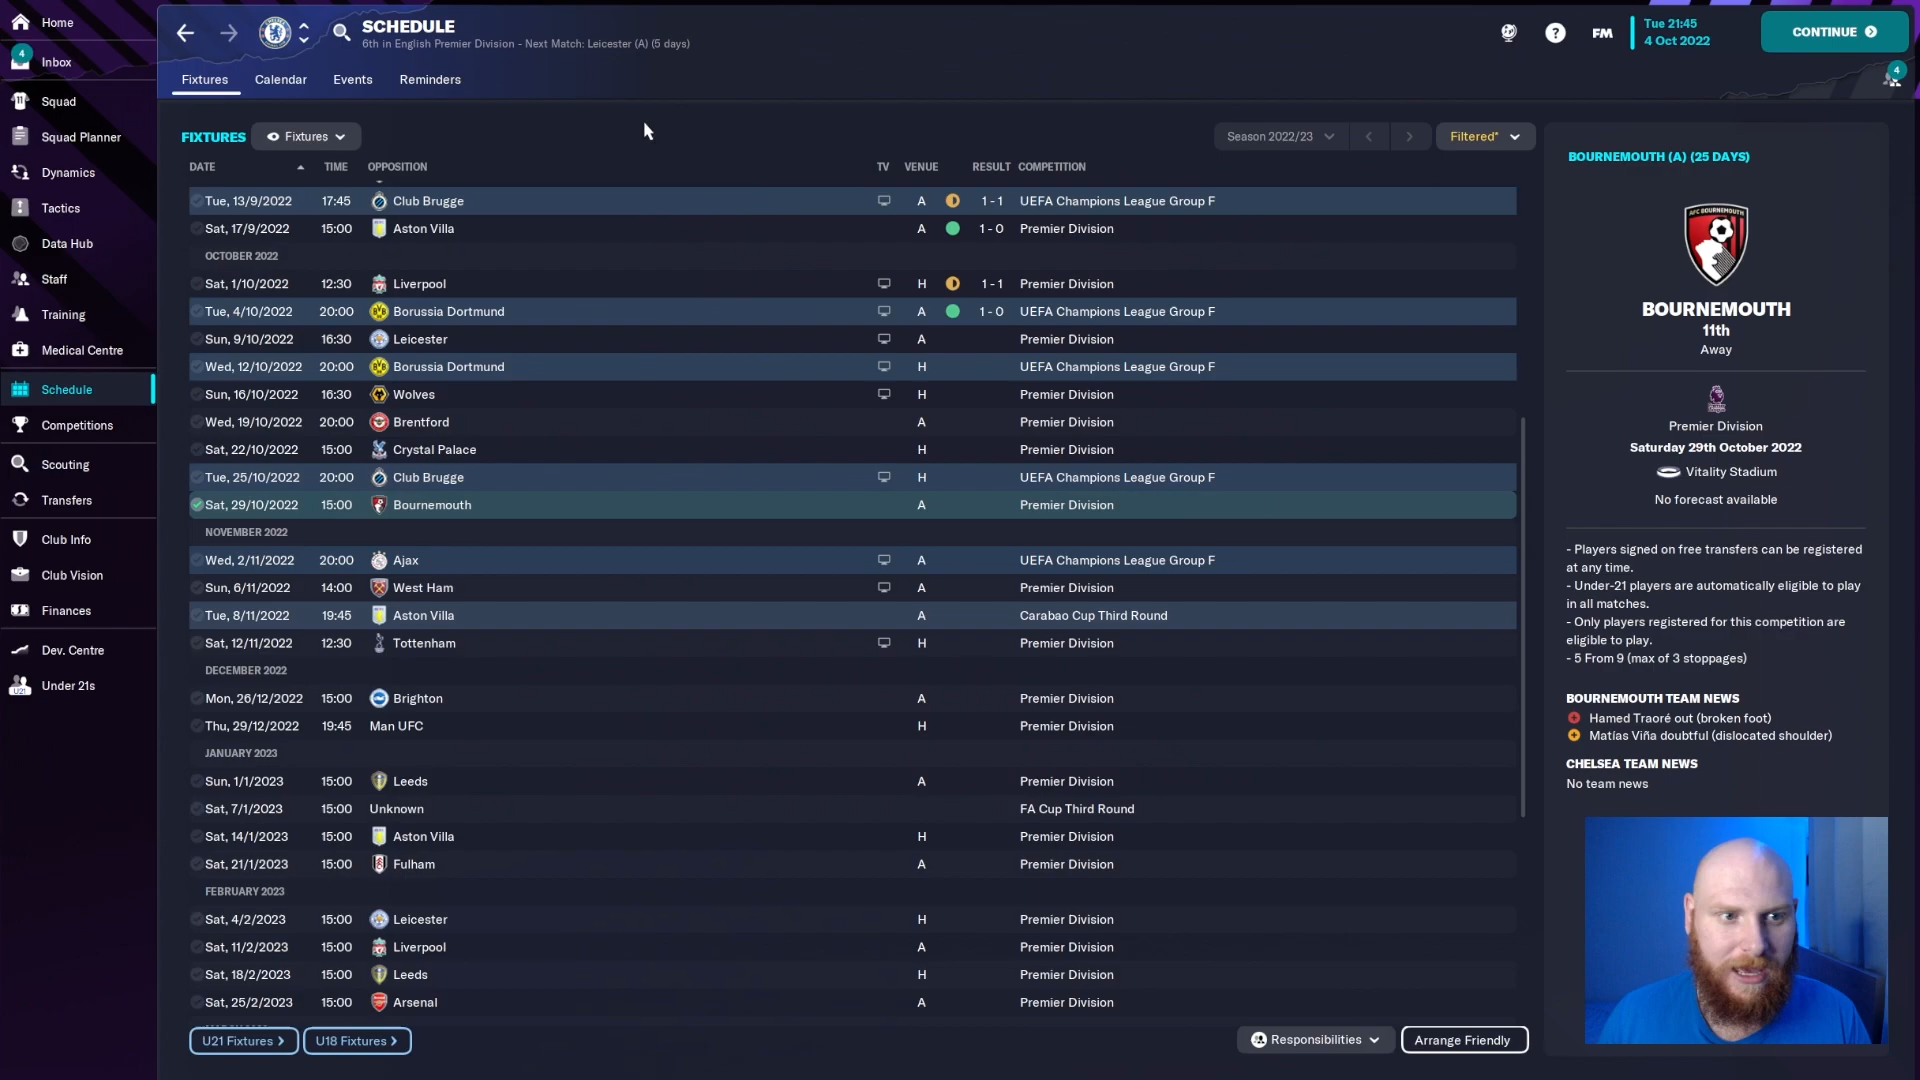 Home
4
Inbox
Squad
Squad Planner
Dynamics
Tactics
Data Hub
Staff
Training
Medical Centre
Schedule
Competitions
Scouting
Transfers
Club Info
Club Vision
Finances
Dev. Centre
U21
Under 21s
SCHEDULE
6th in English Premier Division - Next Match: Leicester (A) (5 days)
FM
Tue 21:45
4 Oct 2022
CONTINUE
4
Fixtures Calendar Events Reminders
FIXTURES Fixtures
Season 2022/23 Filtered*
DATE TIME OPPOSITION TV VENUE RESULT COMPETITION
Tue, 13/9/2022 17:45 Club Brugge A 1 - 1 UEFA Champions League Group F
Sat, 17/9/2022 15:00 Aston Villa A 1 - 0 Premier Division
OCTOBER 2022
Sat, 1/10/2022 12:30 Liverpool H 1 - 1 Premier Division
Tue, 4/10/2022 20:00 Borussia Dortmund A 1 - 0 UEFA Champions League Group F
Sun, 9/10/2022 16:30 Leicester A Premier Division
Wed, 12/10/2022 20:00 Borussia Dortmund H UEFA Champions League Group F
Sun, 16/10/2022 16:30 Wolves H Premier Division
Wed, 19/10/2022 20:00 Brentford A Premier Division
Sat, 22/10/2022 15:00 Crystal Palace H Premier Division
Tue, 25/10/2022 20:00 Club Brugge H UEFA Champions League Group F
Sat, 29/10/2022 15:00 Bournemouth A Premier Division
NOVEMBER 2022
Wed, 2/11/2022 20:00 Ajax A UEFA Champions League Group F
Sun, 6/11/2022 14:00 West Ham A Premier Division
Tue, 8/11/2022 19:45 Aston Villa A Carabao Cup Third Round
Sat, 12/11/2022 12:30 Tottenham H Premier Division
DECEMBER 2022
Mon, 26/12/2022 15:00 Brighton A Premier Division
Thu, 29/12/2022 19:45 Man UFC H Premier Division
JANUARY 2023
Sun, 1/1/2023 15:00 Leeds A Premier Division
Sat, 7/1/2023 15:00 Unknown FA Cup Third Round
Sat, 14/1/2023 15:00 Aston Villa H Premier Division
Sat, 21/1/2023 15:00 Fulham A Premier Division
FEBRUARY 2023
Sat, 4/2/2023 15:00 Leicester H Premier Division
Sat, 11/2/2023 15:00 Liverpool A Premier Division
Sat, 18/2/2023 15:00 Leeds H Premier Division
Sat, 25/2/2023 15:00 Arsenal A Premier Division
U21 Fixtures > U18 Fixtures >
Responsibilities Arrange Friendly
BOURNEMOUTH (A) (25 DAYS)
AFC BOURNEMOUTH
BOURNEMOUTH
11th
Away
Premier Division
Saturday 29th October 2022
Vitality Stadium
No forecast available
- Players signed on free transfers can be registered
at any time.
- Under-21 players are automatically eligible to play
in all matches.
- Only players registered for this competition are
eligible to play.
- 5 From 9 (max of 3 stoppages)
BOURNEMOUTH TEAM NEWS
Hamed Traoré out (broken foot)
Matías Viña doubtful (dislocated shoulder)
CHELSEA TEAM NEWS
No team news